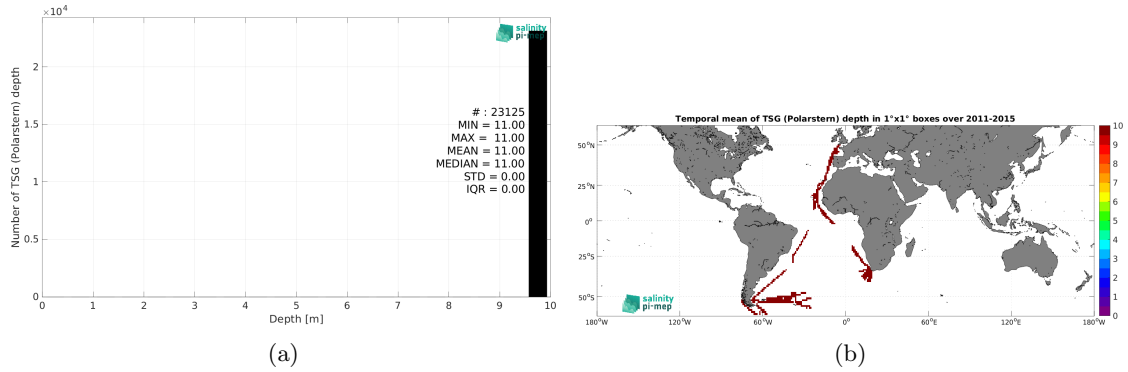 ×10⁴
salinity
pi-mep
# : 23125
MIN = 11.00
MAX = 11.00
MEAN = 11.00
MEDIAN = 11.00
STD = 0.00
IQR = 0.00
2
1.5
1
0.5
0
Number of TSG (Polarstern) depth
0 1 2 3 4 5 6 7 8 9 10
Depth [m]
(a)
Temporal mean of TSG (Polarstern) depth in 1°x1° boxes over 2011-2015
50°N
25°N
0°
25°S
50°S
180°W 120°W 60°W 0° 60°E 120°E 180°W
salinity
pi-mep
10
9
8
7
6
5
4
3
2
1
0
(b)